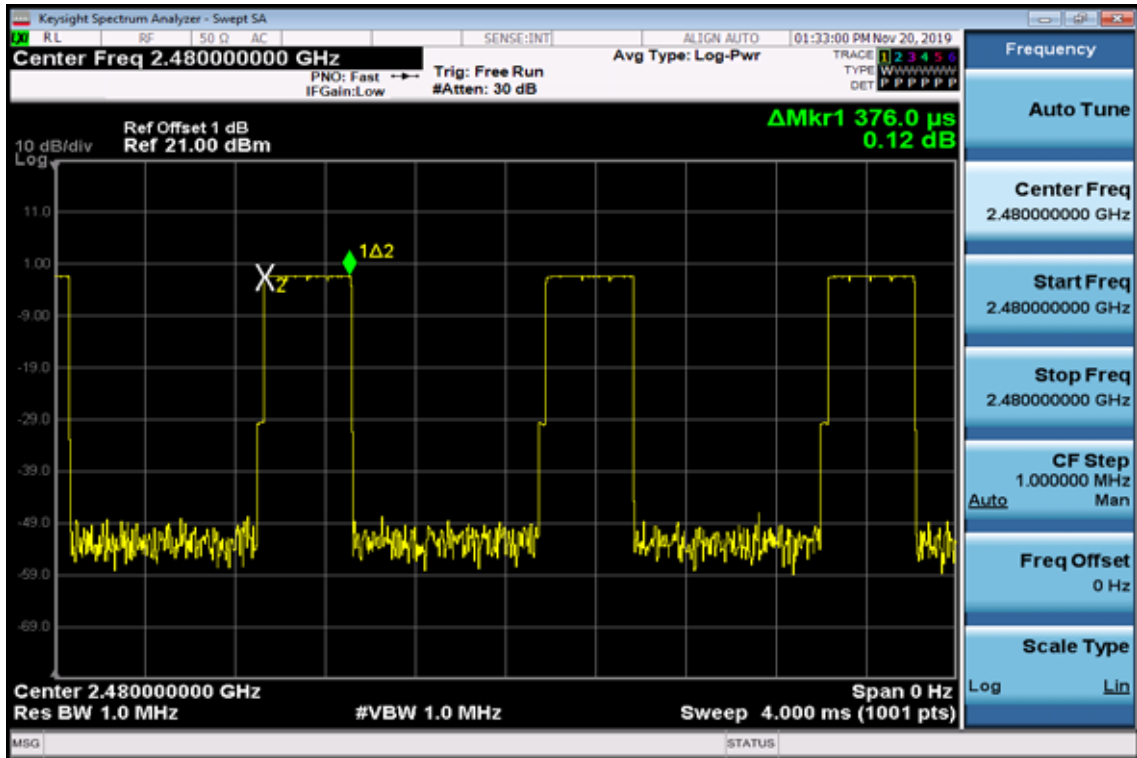 Keysight Spectrum Analyzer - Swept SA
RL RF 50 Ω AC SENSE:INT ALIGN AUTO 01:33:00 PM Nov 20, 2019
Center Freq 2.480000000 GHz
PNO: Fast
IFGain:Low
Trig: Free Run
#Atten: 30 dB
Avg Type: Log-Pwr
TRACE 1 2 3 4 5 6
TYPE WWWWWW
DET P P P P P P
ΔMkr1 376.0 µs
0.12 dB
Ref Offset 1 dB
10 dB/div Ref 21.00 dBm
Log
11.0
1.00
-9.00
-19.0
-29.0
-39.0
-49.0
-59.0
-69.0
1Δ2
X2
Center 2.480000000 GHz Span 0 Hz
Res BW 1.0 MHz #VBW 1.0 MHz Sweep 4.000 ms (1001 pts)
MSG STATUS
Frequency
Auto Tune
Center Freq
2.480000000 GHz
Start Freq
2.480000000 GHz
Stop Freq
2.480000000 GHz
CF Step
1.000000 MHz
Auto Man
Freq Offset
0 Hz
Scale Type
Log Lin